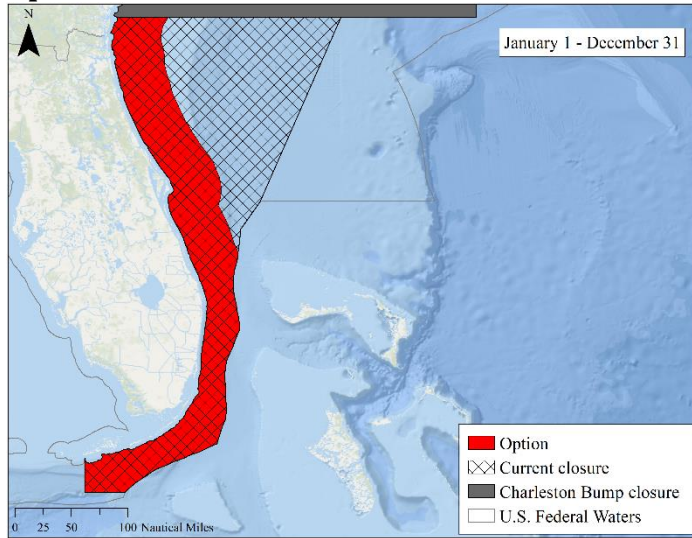 N
January 1 - December 31
Option
Current closure
Charleston Bump closure
U.S. Federal Waters
0 25 50 100 Nautical Miles